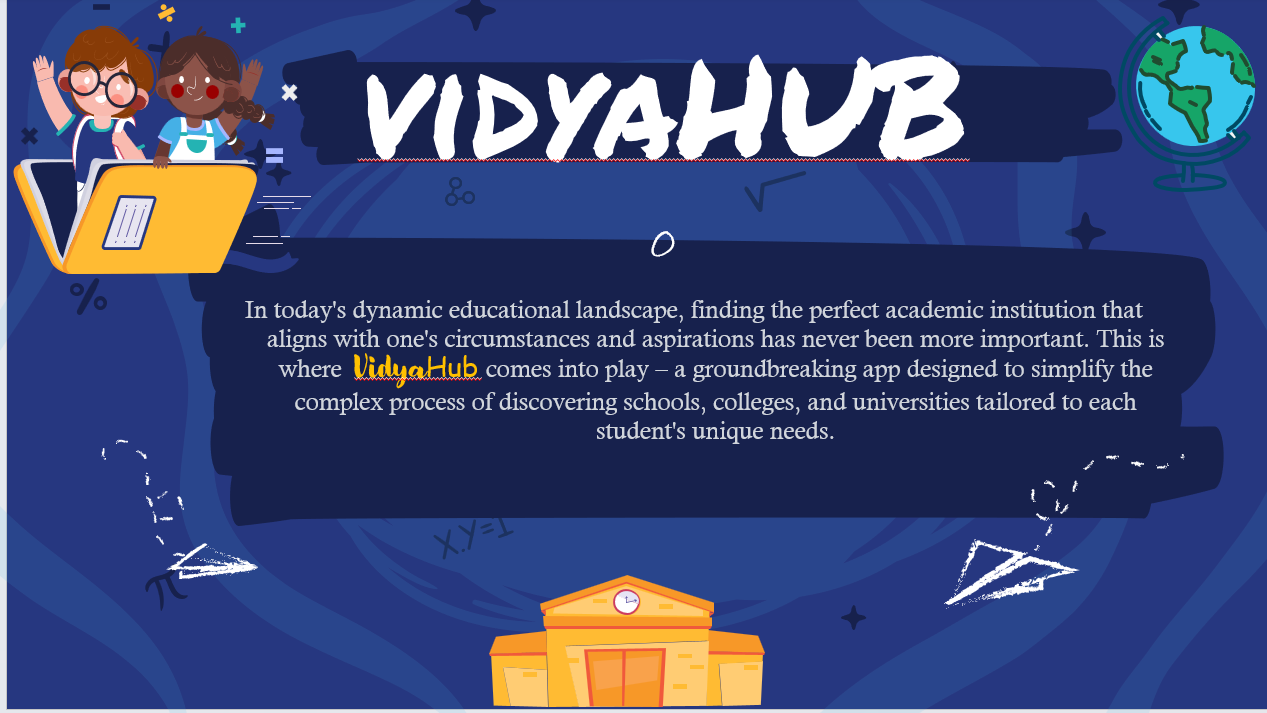 VIDYAHUB
In today's dynamic educational landscape, finding the perfect academic institution that
aligns with one's circumstances and aspirations has never been more important. This is
where VidyaHub comes into play – a groundbreaking app designed to simplify the
complex process of discovering schools, colleges, and universities tailored to each
student's unique needs.
%
X.Y=1
π